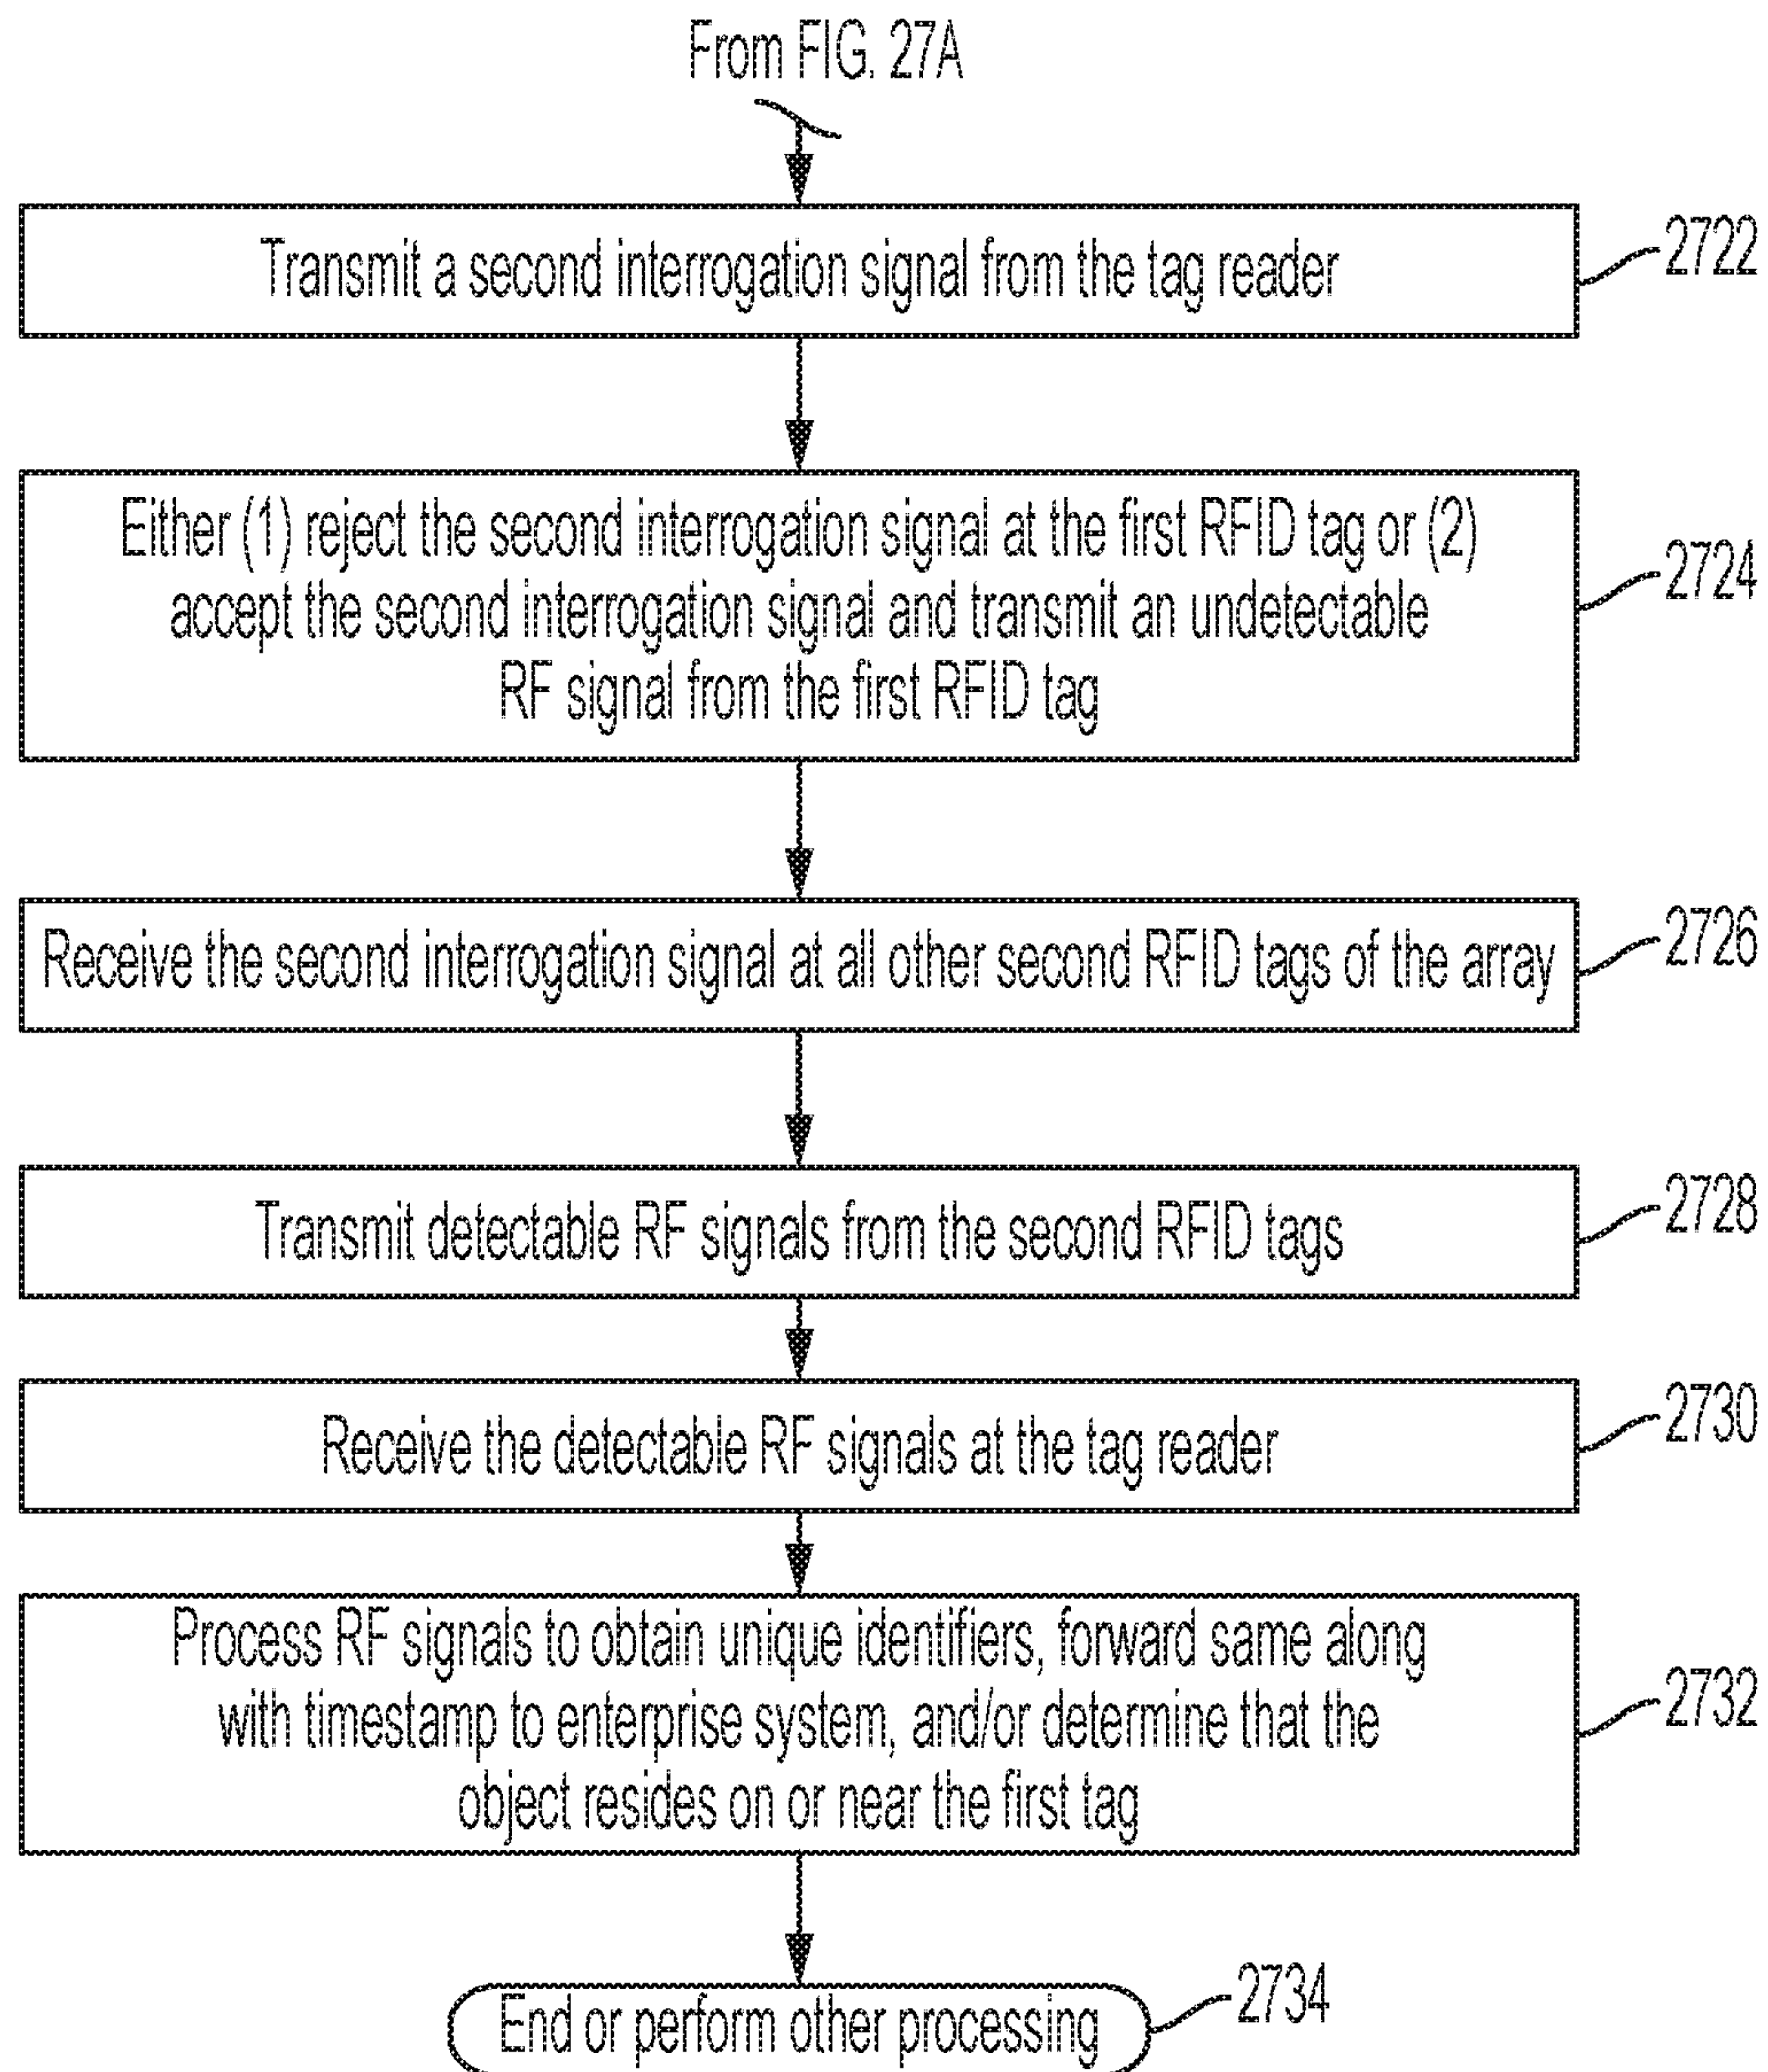 From FIG. 27A
Transmit a second interrogation signal from the tag reader
2722
Either (1) reject the second interrogation signal at the first RFID tag or (2)
accept the second interrogation signal and transmit an undetectable
RF signal from the first RFID tag
2724
Receive the second interrogation signal at all other second RFID tags of the array
2726
Transmit detectable RF signals from the second RFID tags
2728
Receive the detectable RF signals at the tag reader
2730
Process RF signals to obtain unique identifiers, forward same along
with timestamp to enterprise system, and/or determine that the
object resides on or near the first tag
2732
End or perform other processing
2734